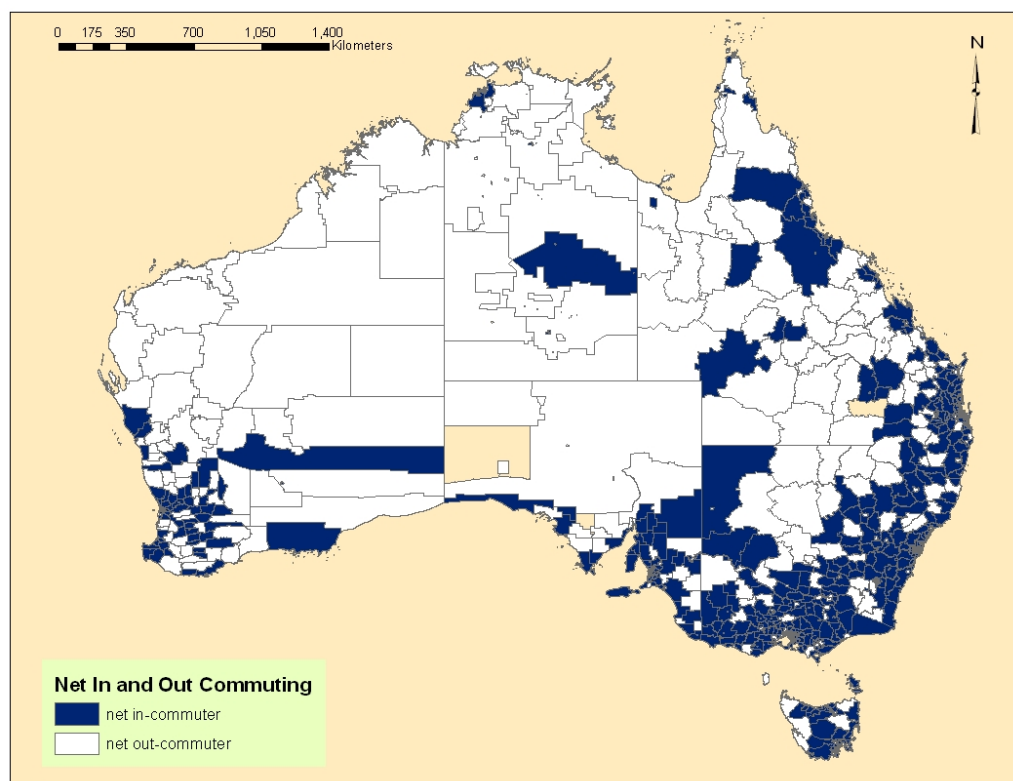 0 175 350 700 1,050 1,400
Kilometers
N
Net In and Out Commuting
net in-commuter
net out-commuter